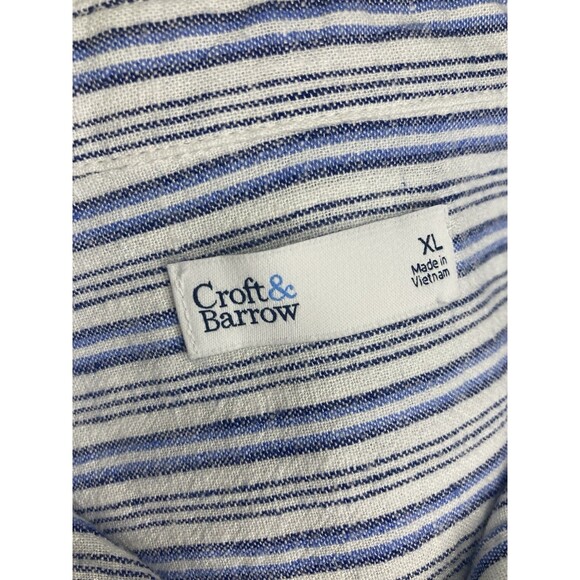 Croft&
Barrow
XL
Made in
Vietnam